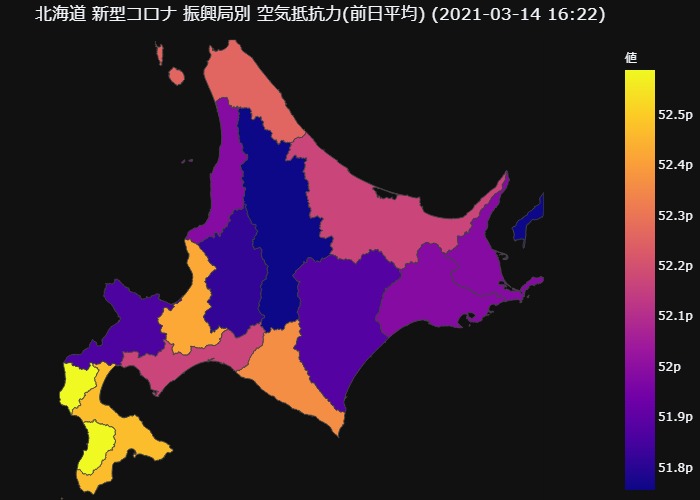 北海道 新型コロナ 振興局別 空気抵抗力(前日平均) (2021-03-14 16:22)
値
52.5p
52.4p
52.3p
52.2p
52.1p
52p
51.9p
51.8p